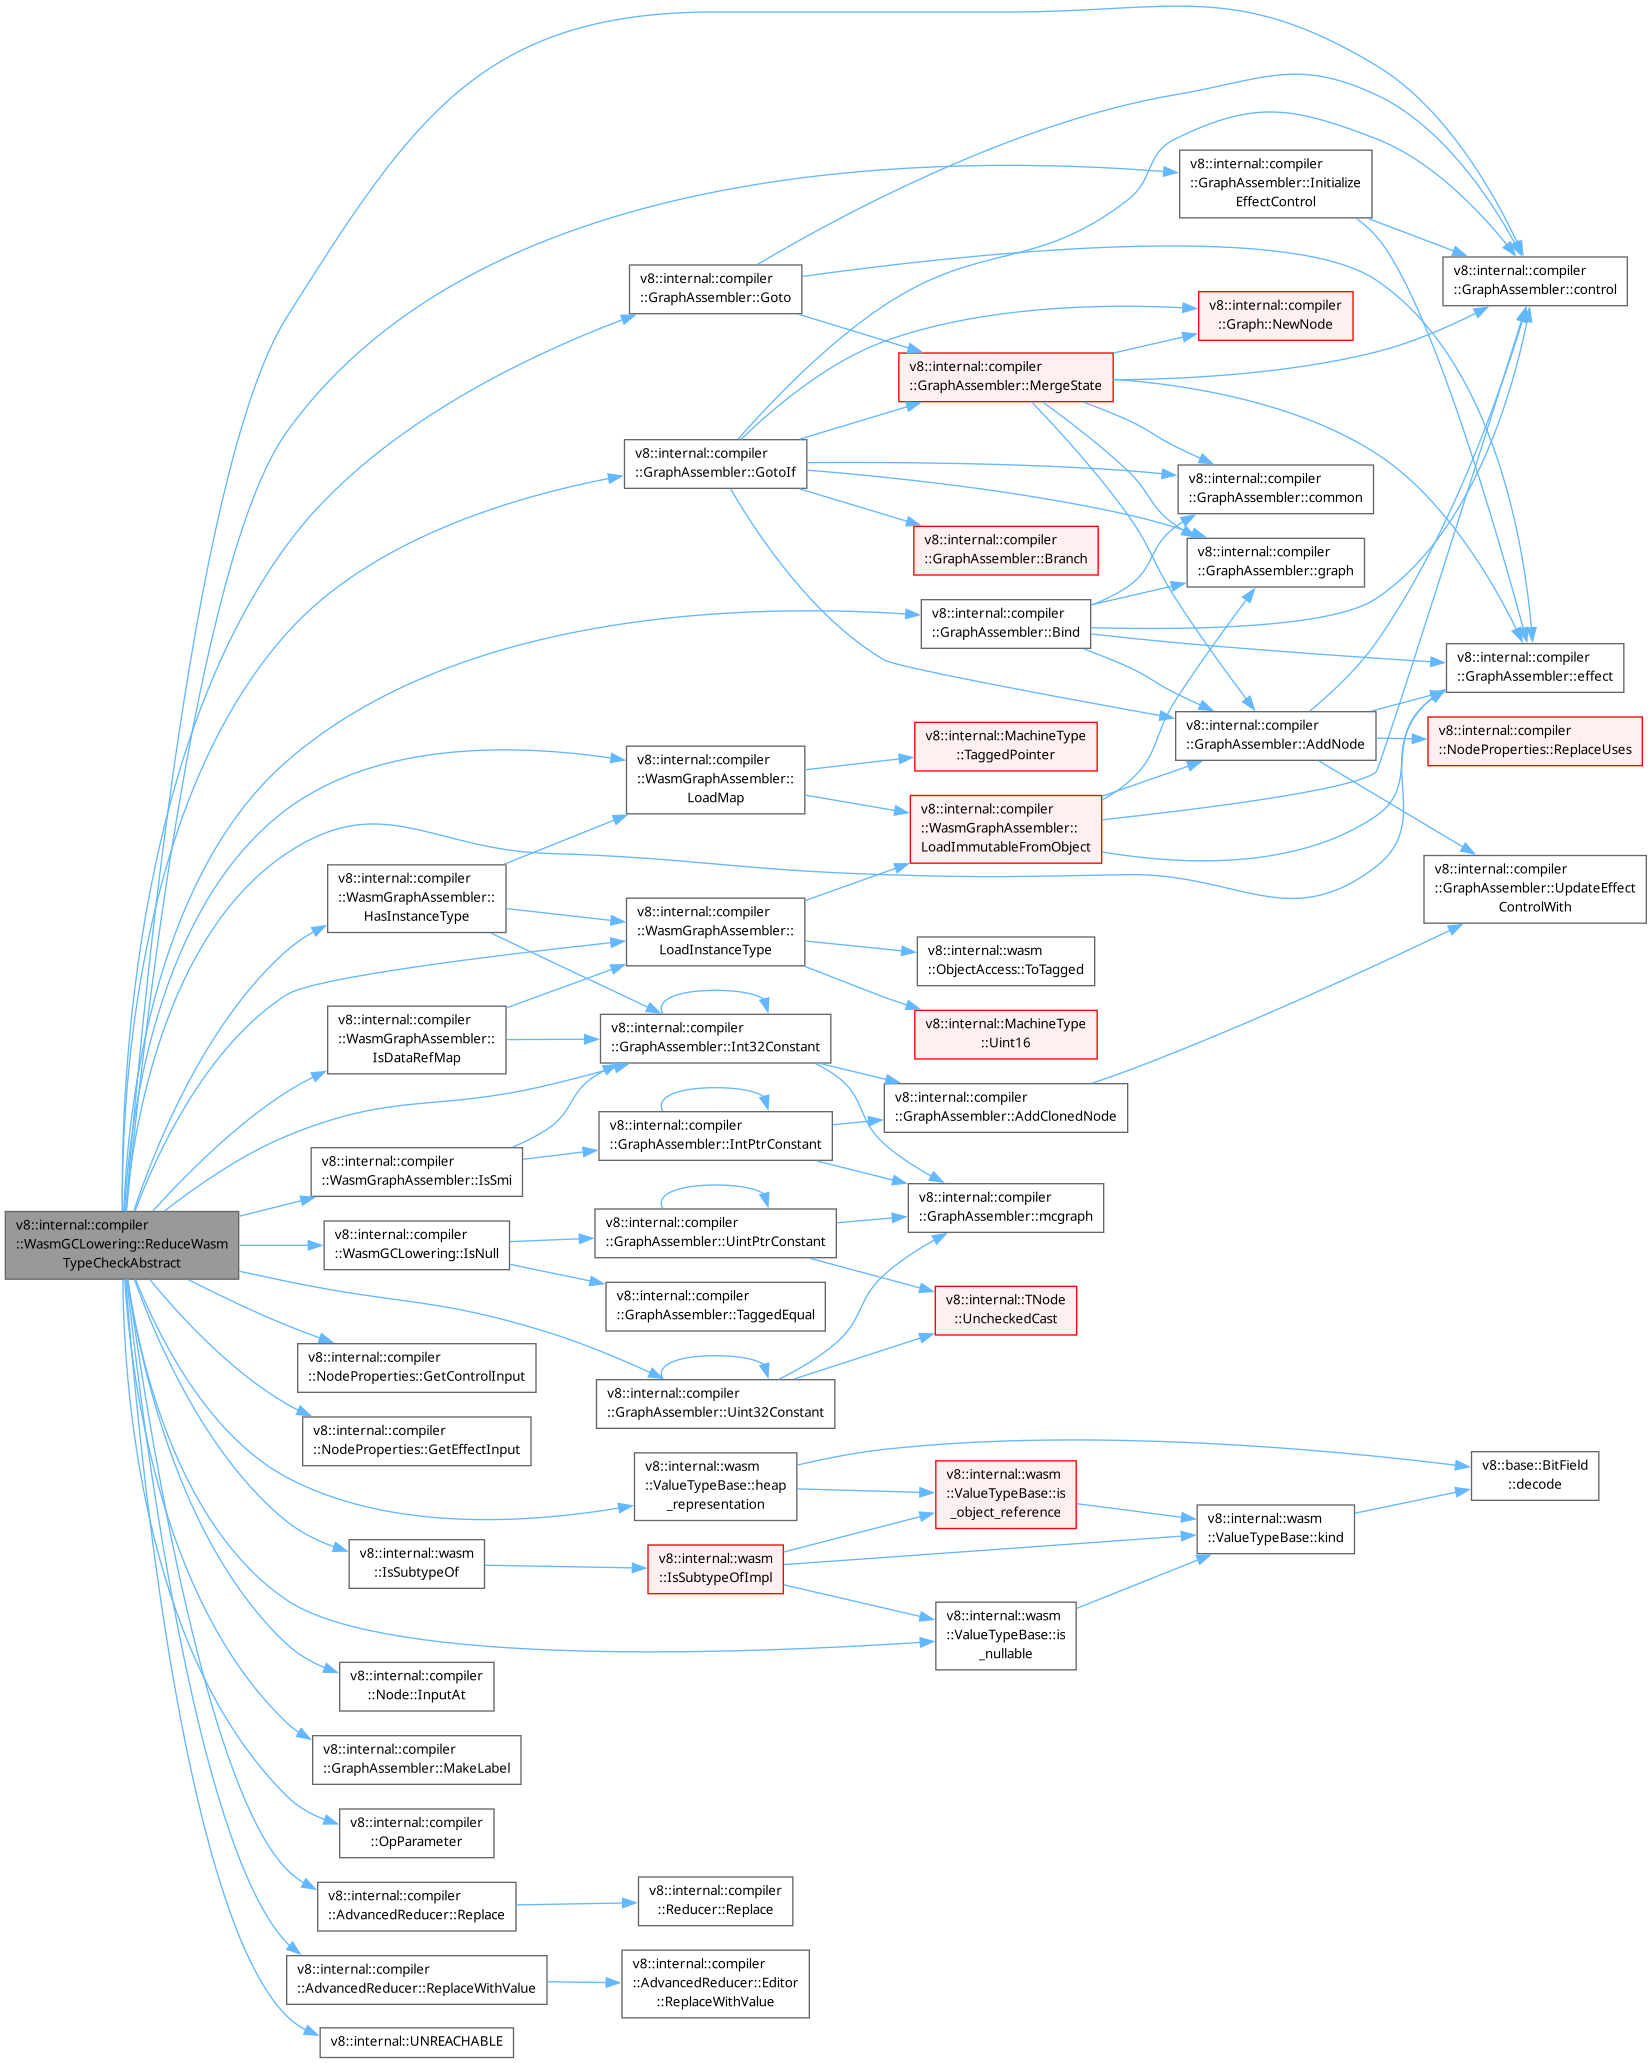 v8::internal::compiler
::GraphAssembler::Initialize
EffectControl
v8::internal::compiler
::GraphAssembler::control
v8::internal::compiler
::GraphAssembler::Goto
v8::internal::compiler
::Graph::NewNode
v8::internal::compiler
::GraphAssembler::MergeState
v8::internal::compiler
::GraphAssembler::GotoIf
v8::internal::compiler
::GraphAssembler::common
v8::internal::compiler
::GraphAssembler::Branch
v8::internal::compiler
::GraphAssembler::graph
v8::internal::compiler
::GraphAssembler::Bind
v8::internal::compiler
::GraphAssembler::effect
v8::internal::compiler
::GraphAssembler::AddNode
v8::internal::compiler
::NodeProperties::ReplaceUses
v8::internal::MachineType
::TaggedPointer
v8::internal::compiler
::WasmGraphAssembler::
LoadMap
v8::internal::compiler
::WasmGraphAssembler::
LoadImmutableFromObject
v8::internal::compiler
::GraphAssembler::UpdateEffect
ControlWith
v8::internal::compiler
::WasmGraphAssembler::
HasInstanceType
v8::internal::compiler
::WasmGraphAssembler::
LoadInstanceType
v8::internal::wasm
::ObjectAccess::ToTagged
v8::internal::compiler
::WasmGraphAssembler::
IsDataRefMap
v8::internal::compiler
::GraphAssembler::Int32Constant
v8::internal::MachineType
::Uint16
v8::internal::compiler
::GraphAssembler::AddClonedNode
v8::internal::compiler
::GraphAssembler::IntPtrConstant
v8::internal::compiler
::WasmGraphAssembler::IsSmi
v8::internal::compiler
::GraphAssembler::mcgraph
v8::internal::compiler
::WasmGCLowering::ReduceWasm
TypeCheckAbstract
v8::internal::compiler
::WasmGCLowering::IsNull
v8::internal::compiler
::GraphAssembler::UintPtrConstant
v8::internal::compiler
::GraphAssembler::TaggedEqual
v8::internal::TNode
::UncheckedCast
v8::internal::compiler
::NodeProperties::GetControlInput
v8::internal::compiler
::GraphAssembler::Uint32Constant
v8::internal::compiler
::NodeProperties::GetEffectInput
v8::internal::wasm
::ValueTypeBase::heap
_representation
v8::internal::wasm
::ValueTypeBase::is
_object_reference
v8::base::BitField
::decode
v8::internal::wasm
::ValueTypeBase::kind
v8::internal::wasm
::IsSubtypeOf
v8::internal::wasm
::IsSubtypeOfImpl
v8::internal::wasm
::ValueTypeBase::is
_nullable
v8::internal::compiler
::Node::InputAt
v8::internal::compiler
::GraphAssembler::MakeLabel
v8::internal::compiler
::OpParameter
v8::internal::compiler
::AdvancedReducer::Replace
v8::internal::compiler
::Reducer::Replace
v8::internal::compiler
::AdvancedReducer::ReplaceWithValue
v8::internal::compiler
::AdvancedReducer::Editor
::ReplaceWithValue
v8::internal::UNREACHABLE